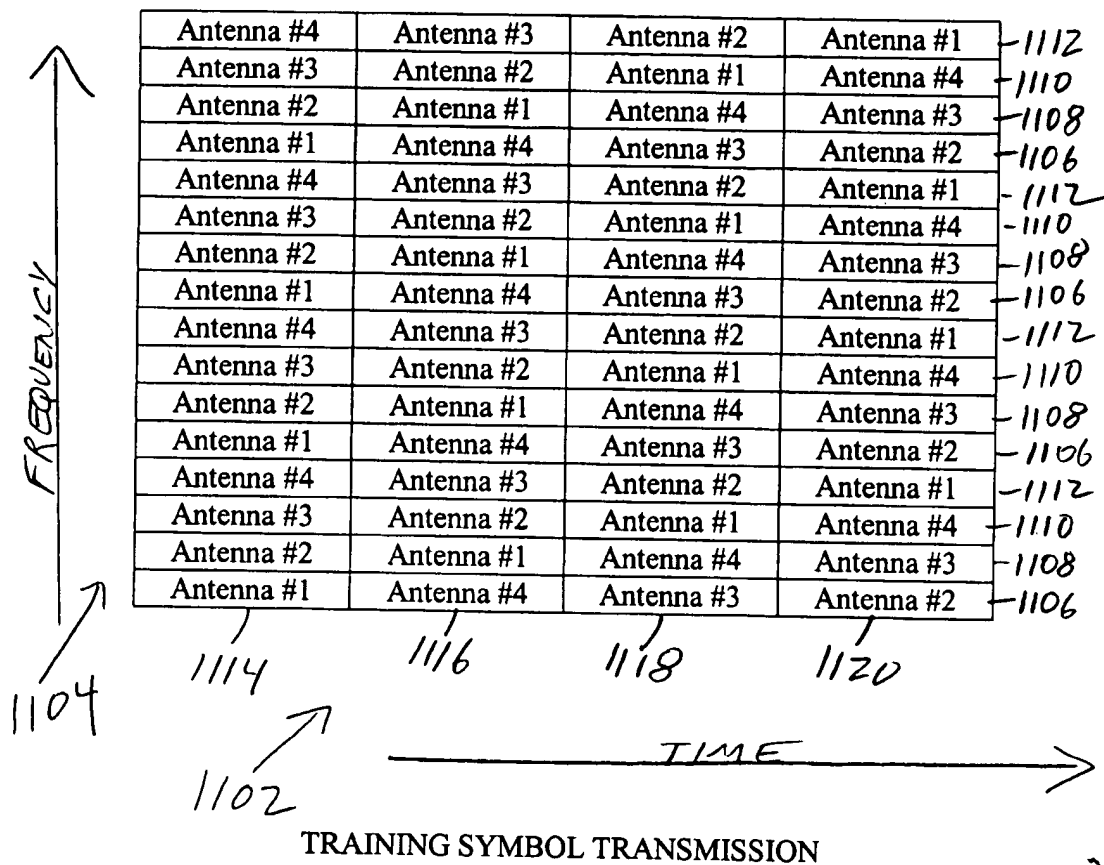 Antenna #4 Antenna #3 Antenna #2 Antenna #1 1112
Antenna #3 Antenna #2 Antenna #1 Antenna #4 1110
Antenna #2 Antenna #1 Antenna #4 Antenna #3 1108
Antenna #1 Antenna #4 Antenna #3 Antenna #2 1106
Antenna #4 Antenna #3 Antenna #2 Antenna #1 1112
Antenna #3 Antenna #2 Antenna #1 Antenna #4 1110
Antenna #2 Antenna #1 Antenna #4 Antenna #3 1108
Antenna #1 Antenna #4 Antenna #3 Antenna #2 1106
Antenna #4 Antenna #3 Antenna #2 Antenna #1 1112
Antenna #3 Antenna #2 Antenna #1 Antenna #4 1110
Antenna #2 Antenna #1 Antenna #4 Antenna #3 1108
Antenna #1 Antenna #4 Antenna #3 Antenna #2 1106
Antenna #4 Antenna #3 Antenna #2 Antenna #1 1112
Antenna #3 Antenna #2 Antenna #1 Antenna #4 1110
Antenna #2 Antenna #1 Antenna #4 Antenna #3 1108
Antenna #1 Antenna #4 Antenna #3 Antenna #2 1106
FREQUENCY
1114 1116 1118 1120
1104
1102
TIME
TRAINING SYMBOL TRANSMISSION